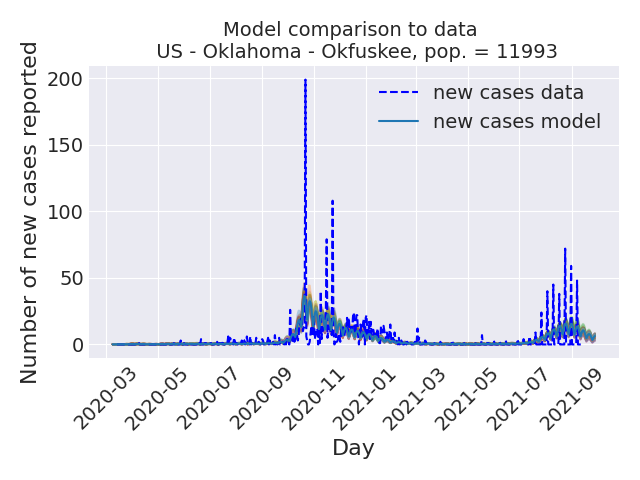 Model comparison to data
US - Oklahoma - Okfuskee, pop. = 11993
Number of new cases reported
200
150
100
50
0
new cases data
new cases model
2020-03
2020-05
2020-07
2020-09
2020-11
2021-01
2021-03
2021-05
2021-07
2021-09
Day